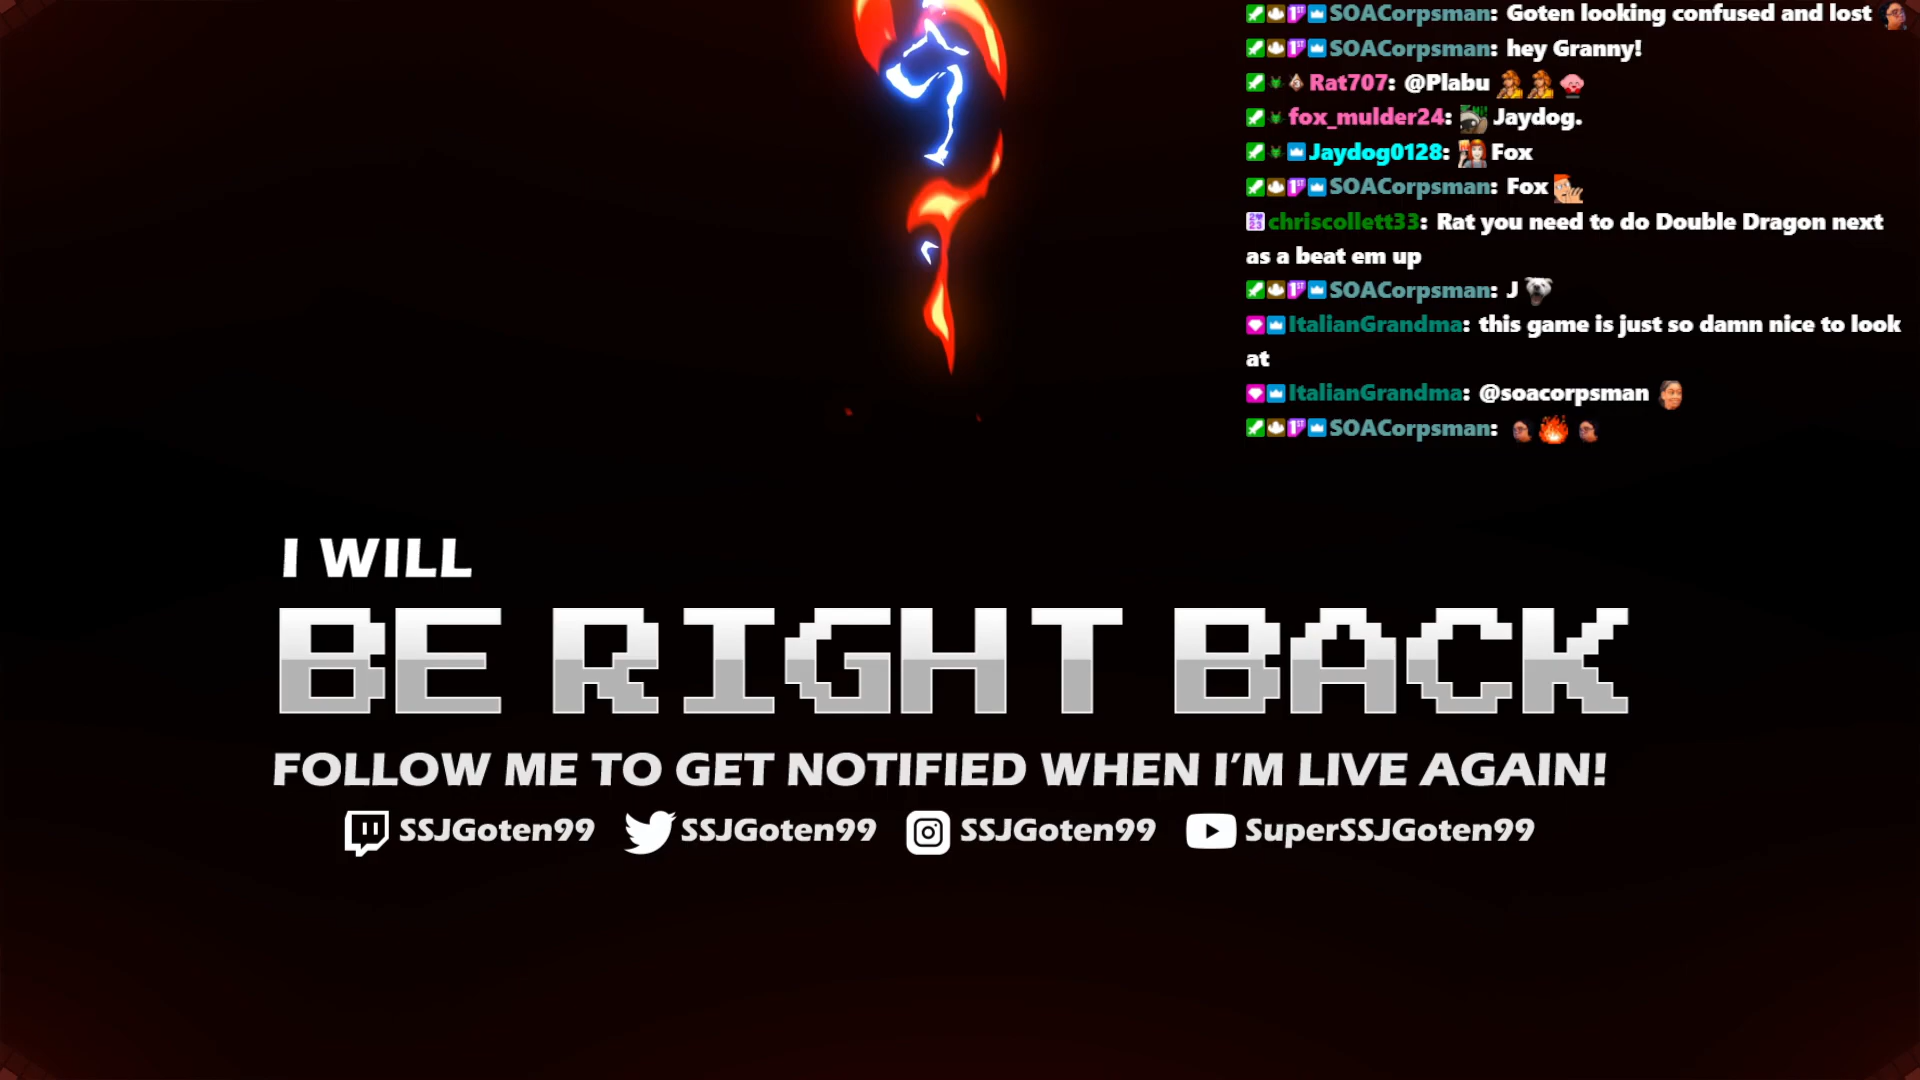 SOACorpsman: Goten looking confused and lost
SOACorpsman: hey Granny!
Rat707: @Plabu
fox_mulder24: Jaydog.
Jaydog0128: Fox
SOACorpsman: Fox
chriscollett33: Rat you need to do Double Dragon next
as a beat em up
SOACorpsman: J
ItalianGrandma: this game is just so damn nice to look
at
ItalianGrandma: @soacorpsman
SOACorpsman:
I WILL
BE RIGHT BACK
FOLLOW ME TO GET NOTIFIED WHEN I'M LIVE AGAIN!
SSJGoten99 SSJGoten99 SSJGoten99 SuperSSJGoten99